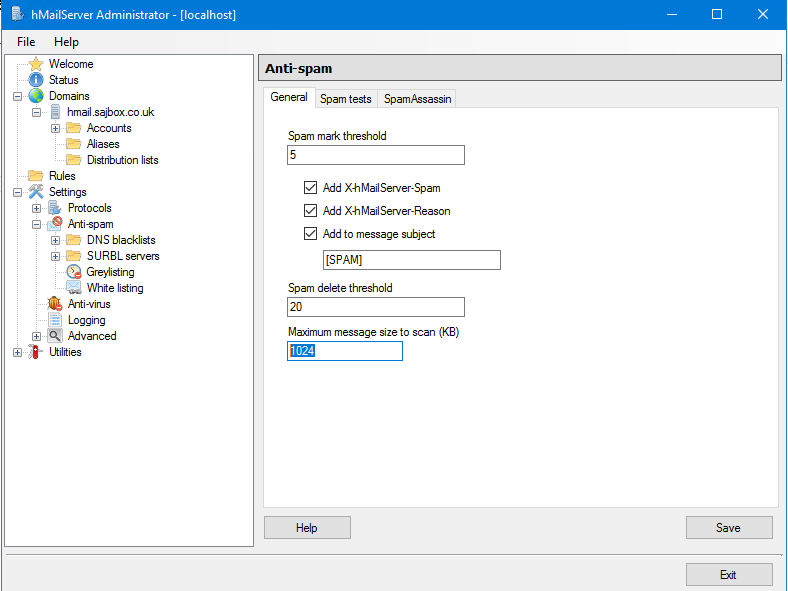 hMailServer Administrator - [localhost]
File Help
Welcome
Status
Domains
hmail.sajbox.co.uk
Accounts
Aliases
Distribution lists
Rules
Settings
Protocols
Anti-spam
DNS blacklists
SURBL servers
Greylisting
White listing
Anti-virus
Logging
Advanced
Utilities
Anti-spam
General Spam tests SpamAssassin
Spam mark threshold
5
Add X-hMailServer-Spam
Add X-hMailServer-Reason
Add to message subject
[SPAM]
Spam delete threshold
20
Maximum message size to scan (KB)
1024
Help Save
Exit